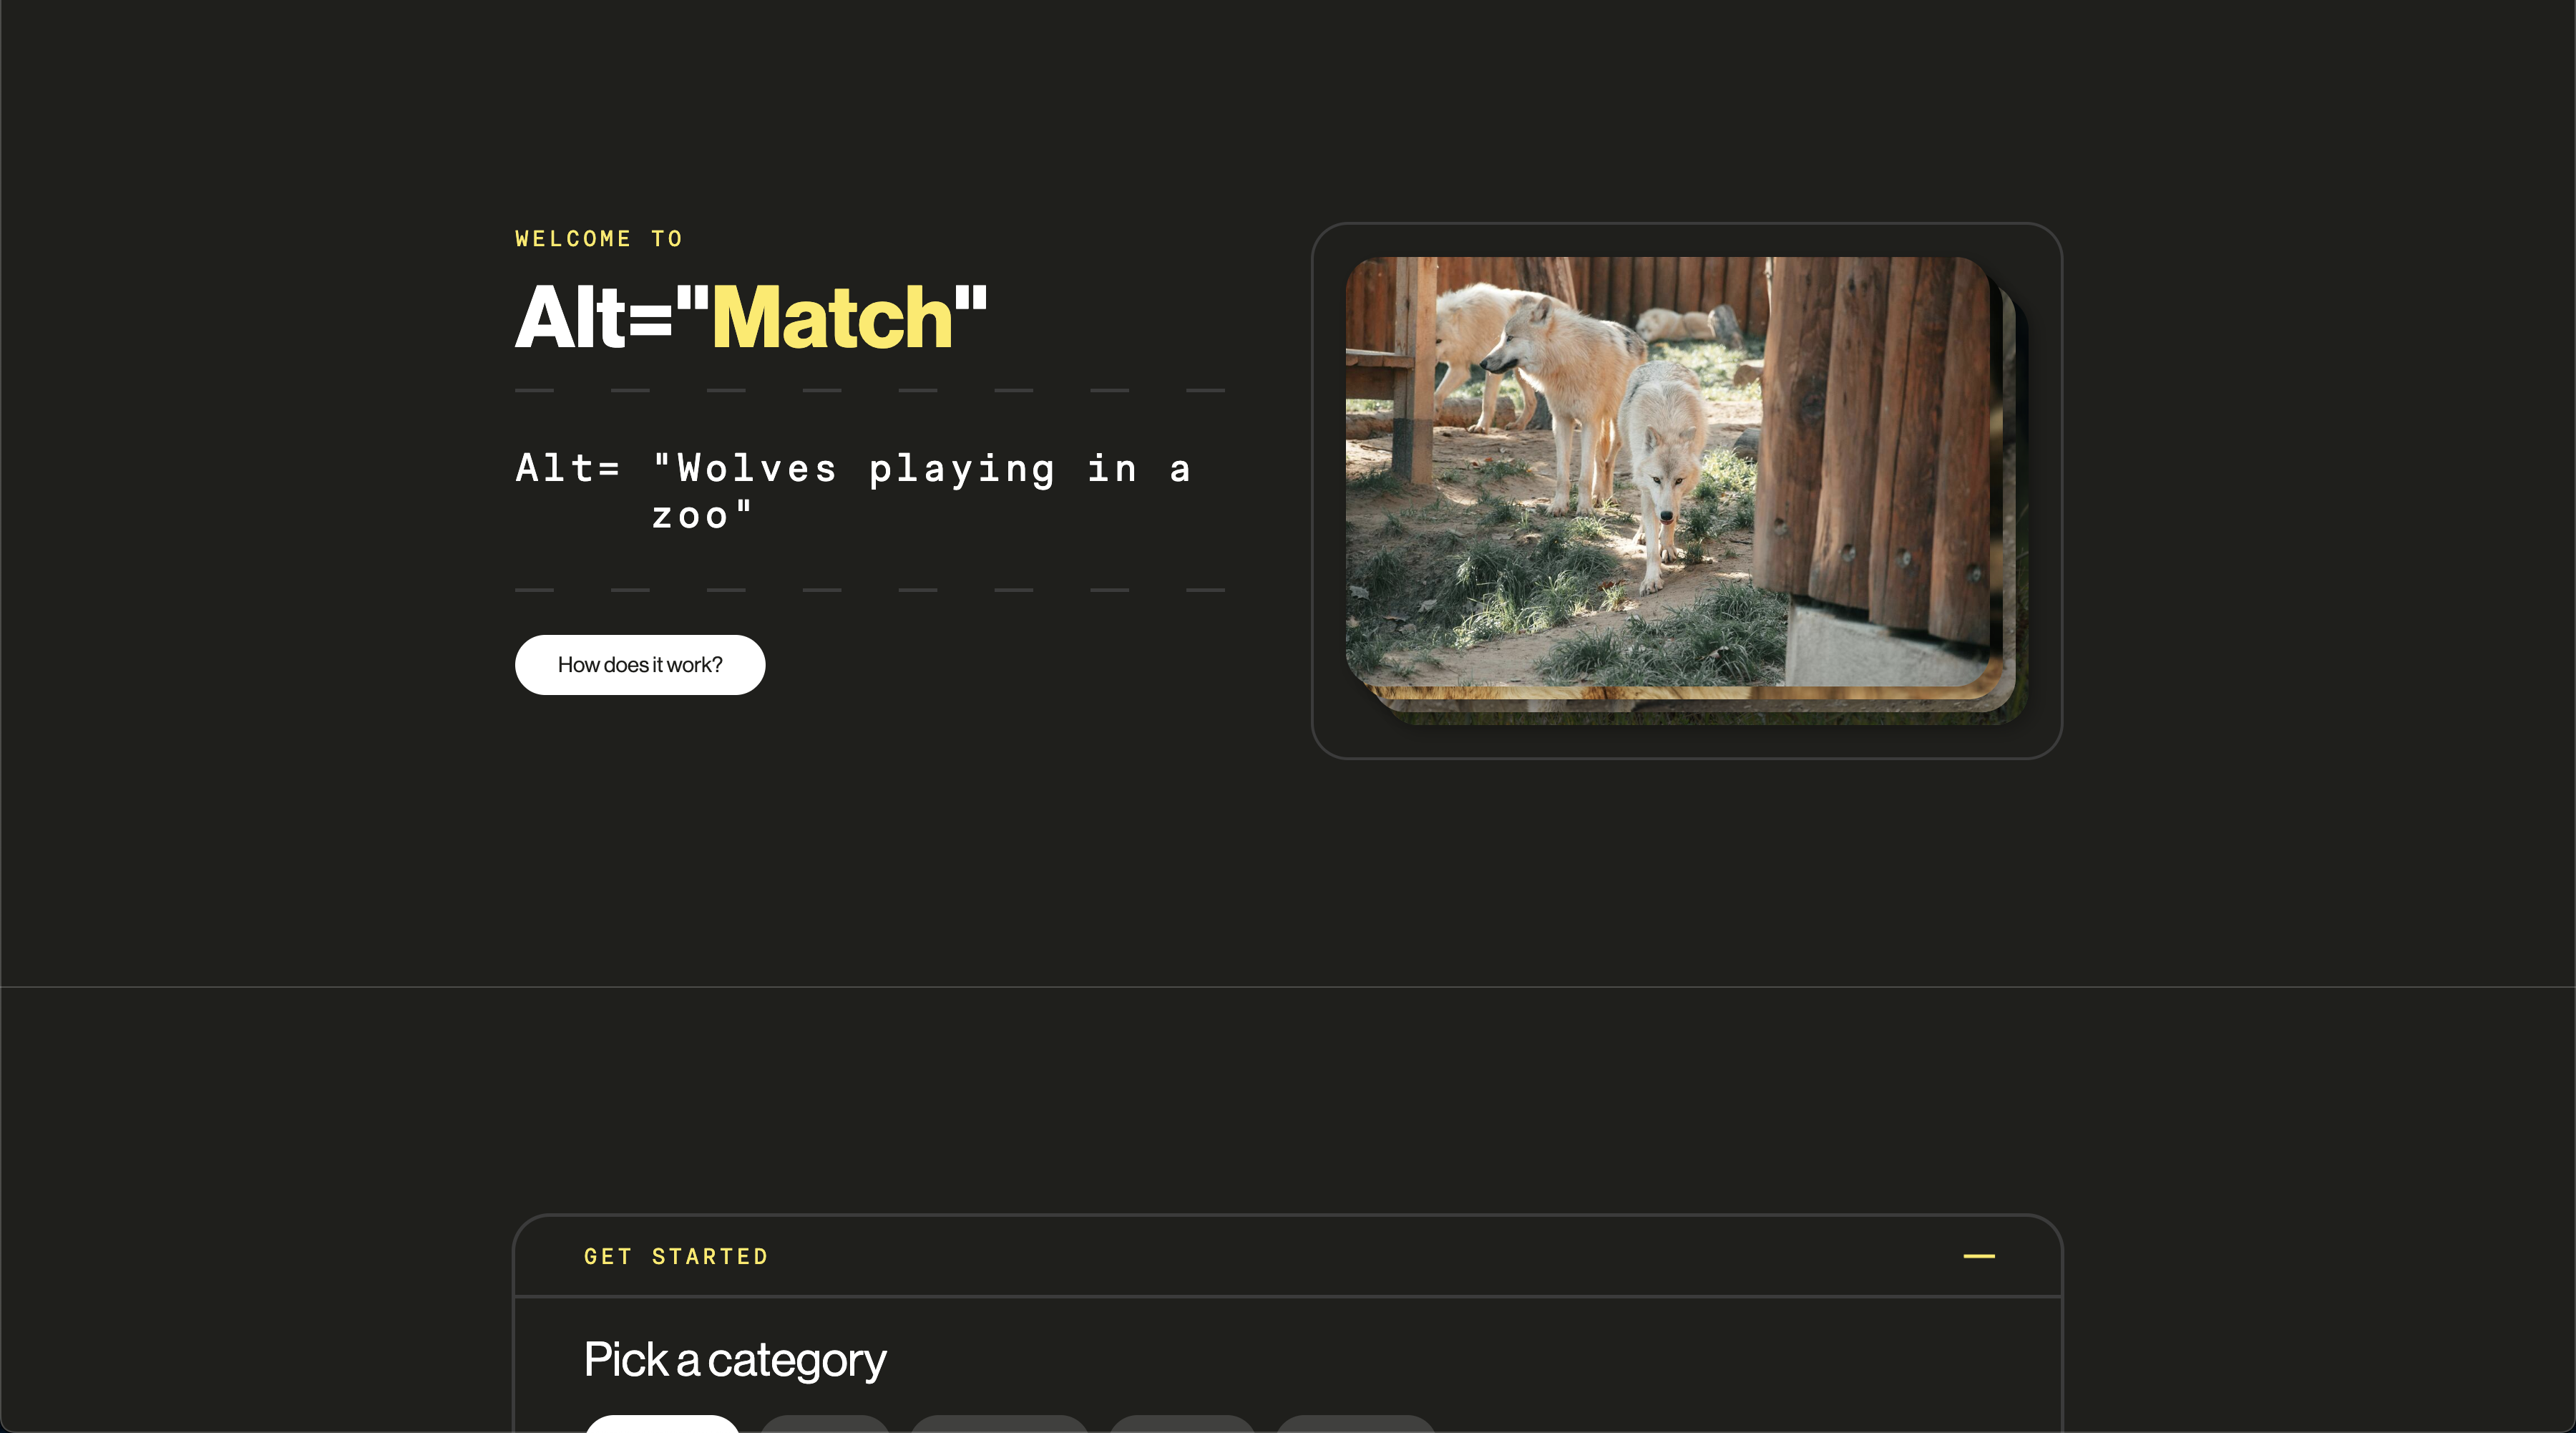 WELCOME TO
Alt="Match"
Alt= "Wolves playing in a
zoo"
How does it work?
GET STARTED
Pick a category